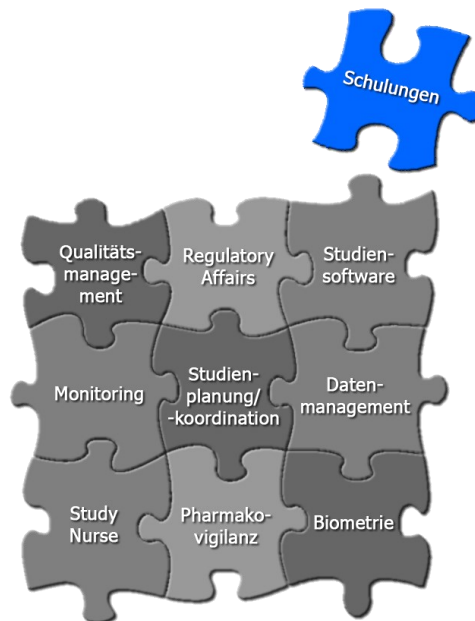 Schulungen
Qualitäts-
manage-
ment
Regulatory
Affairs
Studien-
software
Monitoring
Studien-
planung/
-koordination
Daten-
management
Study
Nurse
Pharmako-
vigilanz
Biometrie